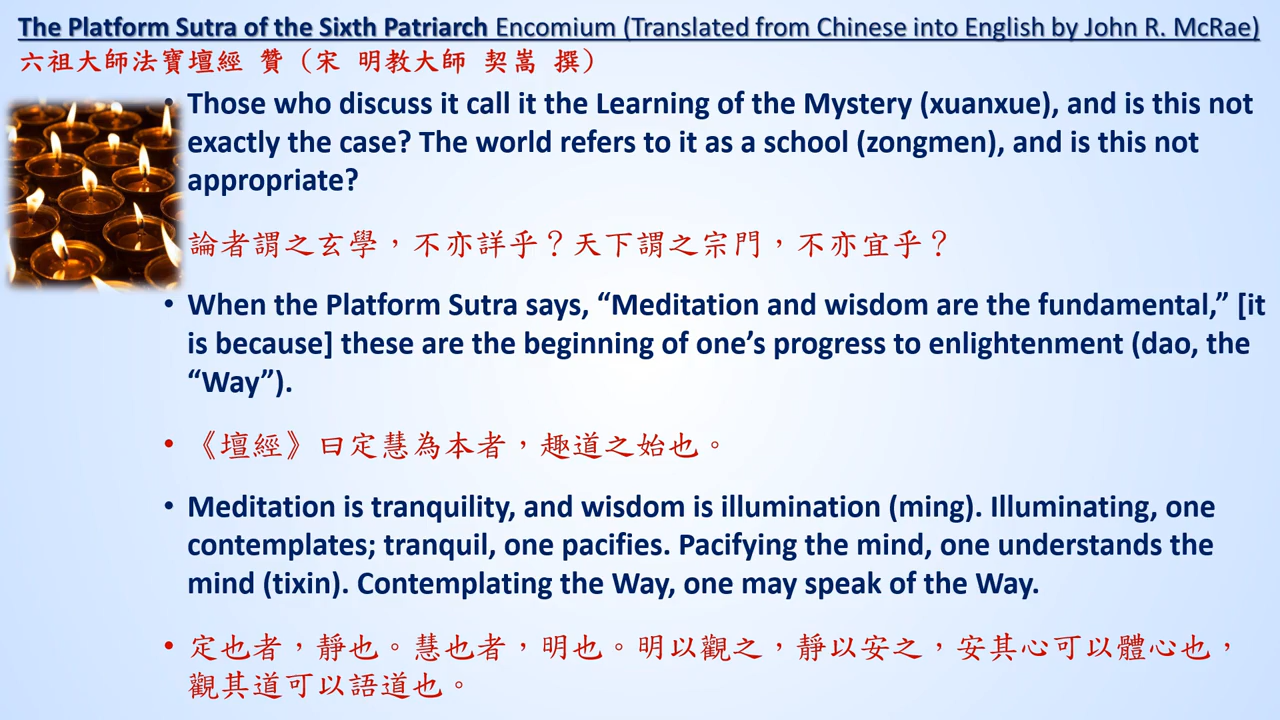 The Platform Sutra of the Sixth Patriarch Encomium (Translated from Chinese into English by John R. McRae)
六祖大師法寶壇經 贊 (宋 明教大師 契嵩 撰)
• Those who discuss it call it the Learning of the Mystery (xuanxue), and is this not
exactly the case? The world refers to it as a school (zongmen), and is this not
appropriate?
論者謂之玄學，不亦詳乎？天下謂之宗門，不亦宜乎？
• When the Platform Sutra says, “Meditation and wisdom are the fundamental,” [it
is because] these are the beginning of one’s progress to enlightenment (dao, the
“Way”).
• 《壇經》曰定慧為本者，趣道之始也。
• Meditation is tranquility, and wisdom is illumination (ming). Illuminating, one
contemplates; tranquil, one pacifies. Pacifying the mind, one understands the
mind (tixin). Contemplating the Way, one may speak of the Way.
• 定也者，靜也。慧也者，明也。明以觀之，靜以安之，安其心可以體心也，
觀其道可以語道也。